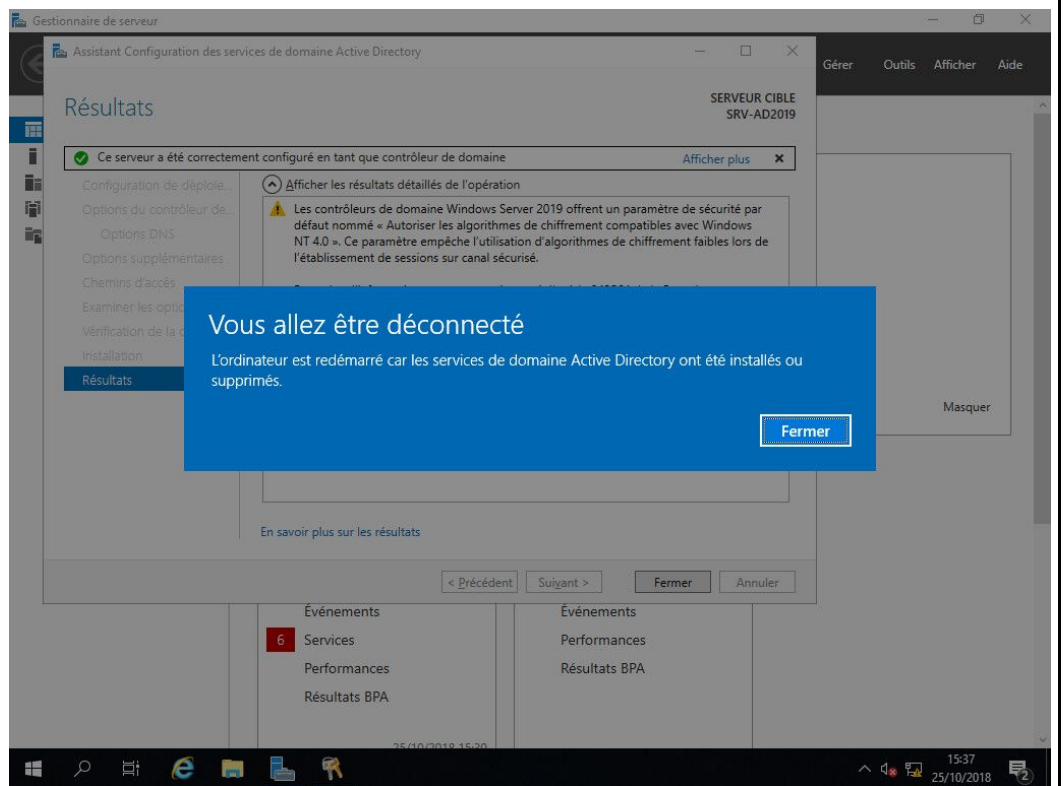 Gestionnaire de serveur
Assistant Configuration des services de domaine Active Directory
Gérer Outils Afficher Aide
Résultats
SERVEUR CIBLE
SRV-AD2019
Ce serveur a été correctement configuré en tant que contrôleur de domaine
Afficher plus
Configuration de déploie...
Options du contrôleur de...
Options DNS
Options supplémentaires
Chemins d'accès
Examiner les optio
Vérification de la c
Installation
Résultats
Afficher les résultats détaillés de l'opération
Les contrôleurs de domaine Windows Server 2019 offrent un paramètre de sécurité par
défaut nommé « Autoriser les algorithmes de chiffrement compatibles avec Windows
NT 4.0 ». Ce paramètre empêche l'utilisation d'algorithmes de chiffrement faibles lors de
l'établissement de sessions sur canal sécurisé.
Vous allez être déconnecté
L'ordinateur est redémarré car les services de domaine Active Directory ont été installés ou
supprimés.
Fermer
Masquer
En savoir plus sur les résultats
< Précédent Suivant > Fermer Annuler
Événements
6 Services
Performances
Résultats BPA
25/10/2018 15:30
Événements
Performances
Résultats BPA
15:37
25/10/2018
2